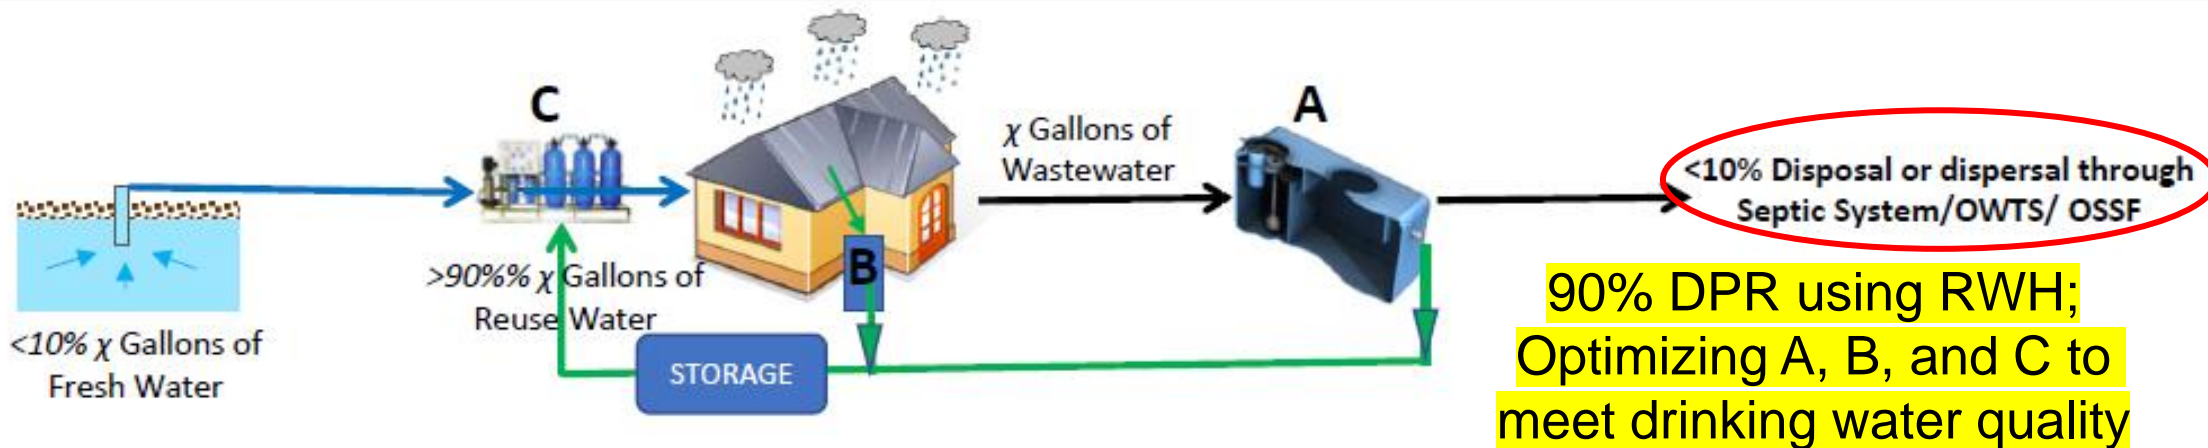 <10% χ Gallons of
Fresh Water
C
>90%% χ Gallons of
Reuse Water
STORAGE
B
χ Gallons of
Wastewater
A
<10% Disposal or dispersal through
Septic System/OWTS/ OSSF
90% DPR using RWH;
Optimizing A, B, and C to
meet drinking water quality